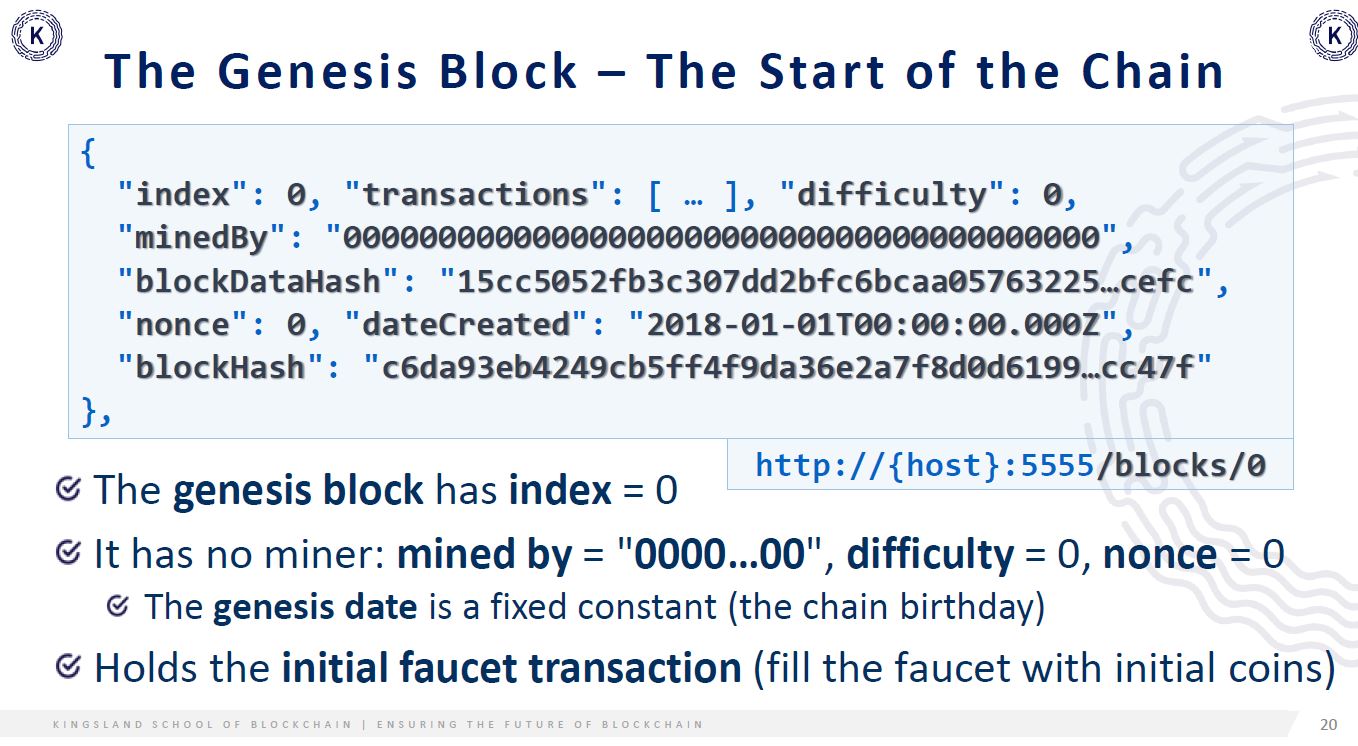 K
K
The Genesis Block – The Start of the Chain
{
"index": 0, "transactions": [ … ], "difficulty": 0,
"minedBy": "0000000000000000000000000000000000000000",
"blockDataHash": "15cc5052fb3c307dd2bfc6bcaa05763225…cefc",
"nonce": 0, "dateCreated": "2018-01-01T00:00:00.000Z",
"blockHash": "c6da93eb4249cb5ff4f9da36e2a7f8d0d6199…cc47f"
},
http://{host}:5555/blocks/0
The genesis block has index = 0
It has no miner: mined by = "0000...00", difficulty = 0, nonce = 0
The genesis date is a fixed constant (the chain birthday)
Holds the initial faucet transaction (fill the faucet with initial coins)
KINGSLAND SCHOOL OF BLOCKCHAIN | ENSURING THE FUTURE OF BLOCKCHAIN
20